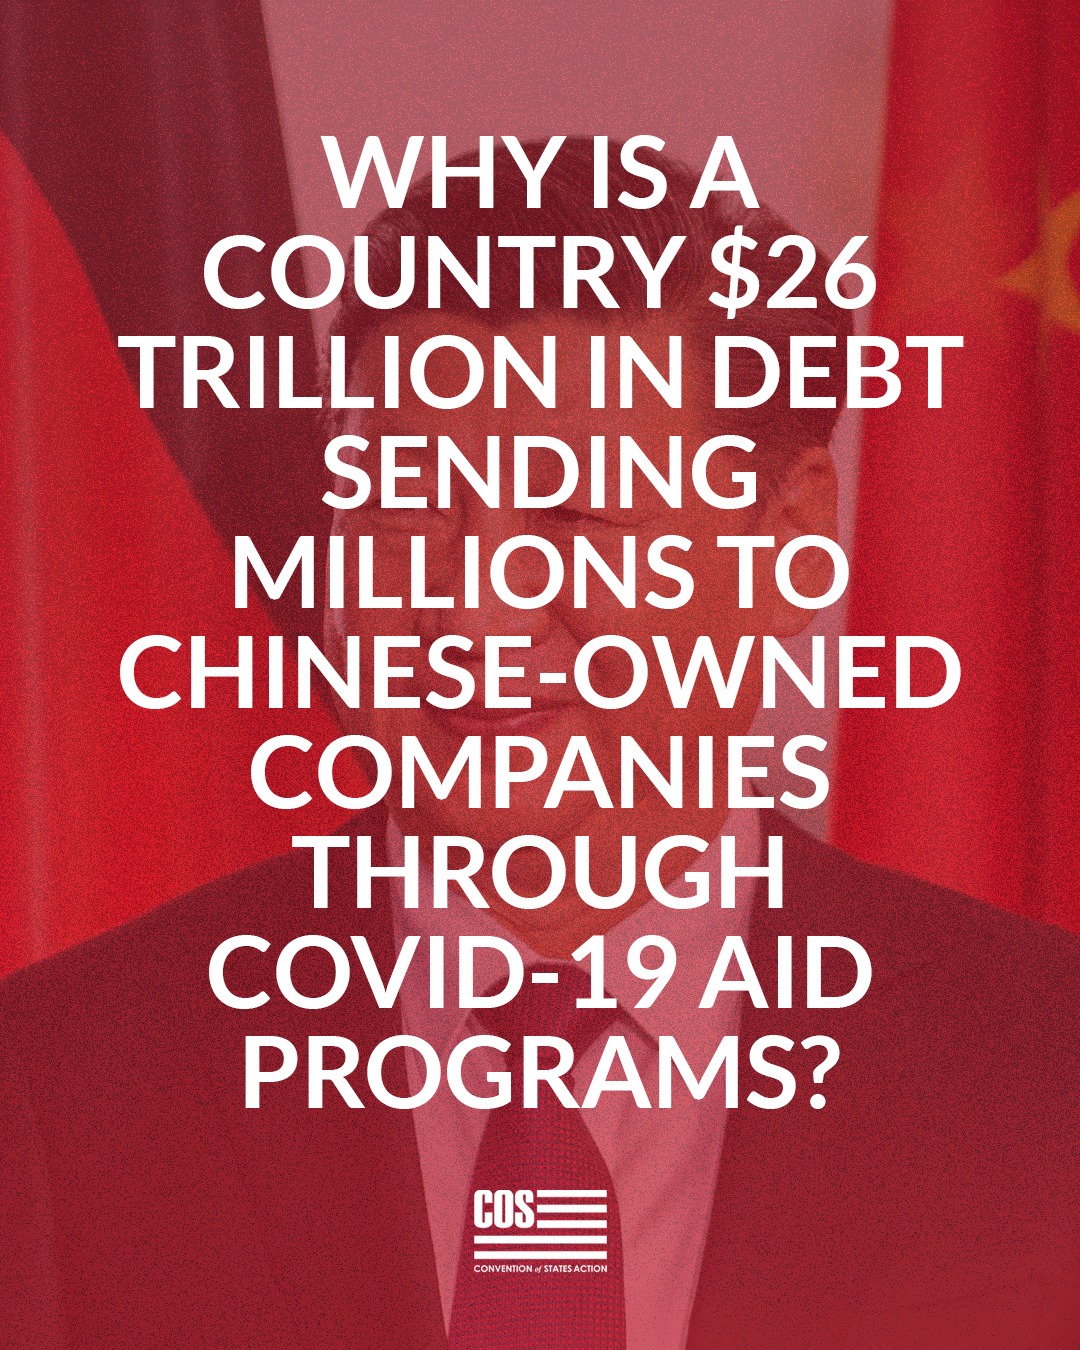 WHY IS A
COUNTRY $26
TRILLION IN DEBT
SENDING
MILLIONS TO
CHINESE-OWNED
COMPANIES
THROUGH
COVID-19 AID
PROGRAMS?
COS
CONVENTION of STATES ACTION